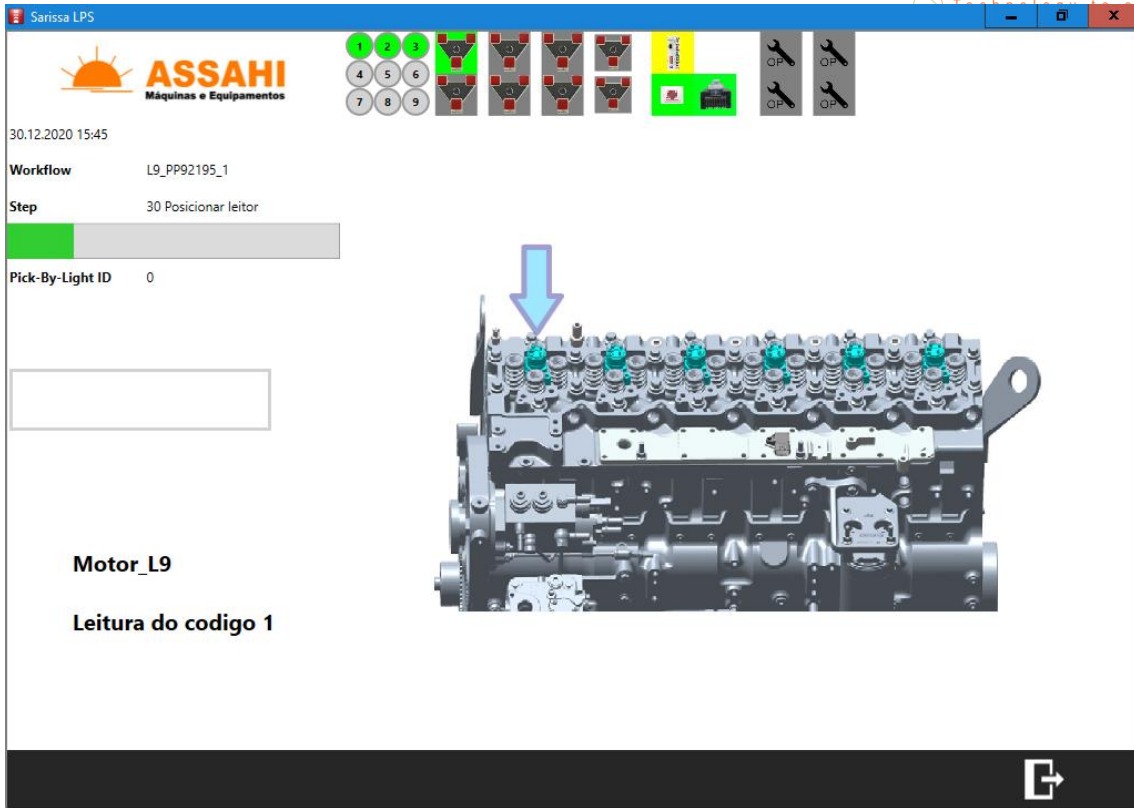 Technology to
Sarissa LPS
ASSAHI
Máquinas e Equipamentos
1 2 3
4 5 6
7 8 9
OP OP
OP OP
30.12.2020 15:45
Workflow L9_PP92195_1
Step 30 Posicionar leitor
Pick-By-Light ID 0
Motor_L9
Leitura do codigo 1